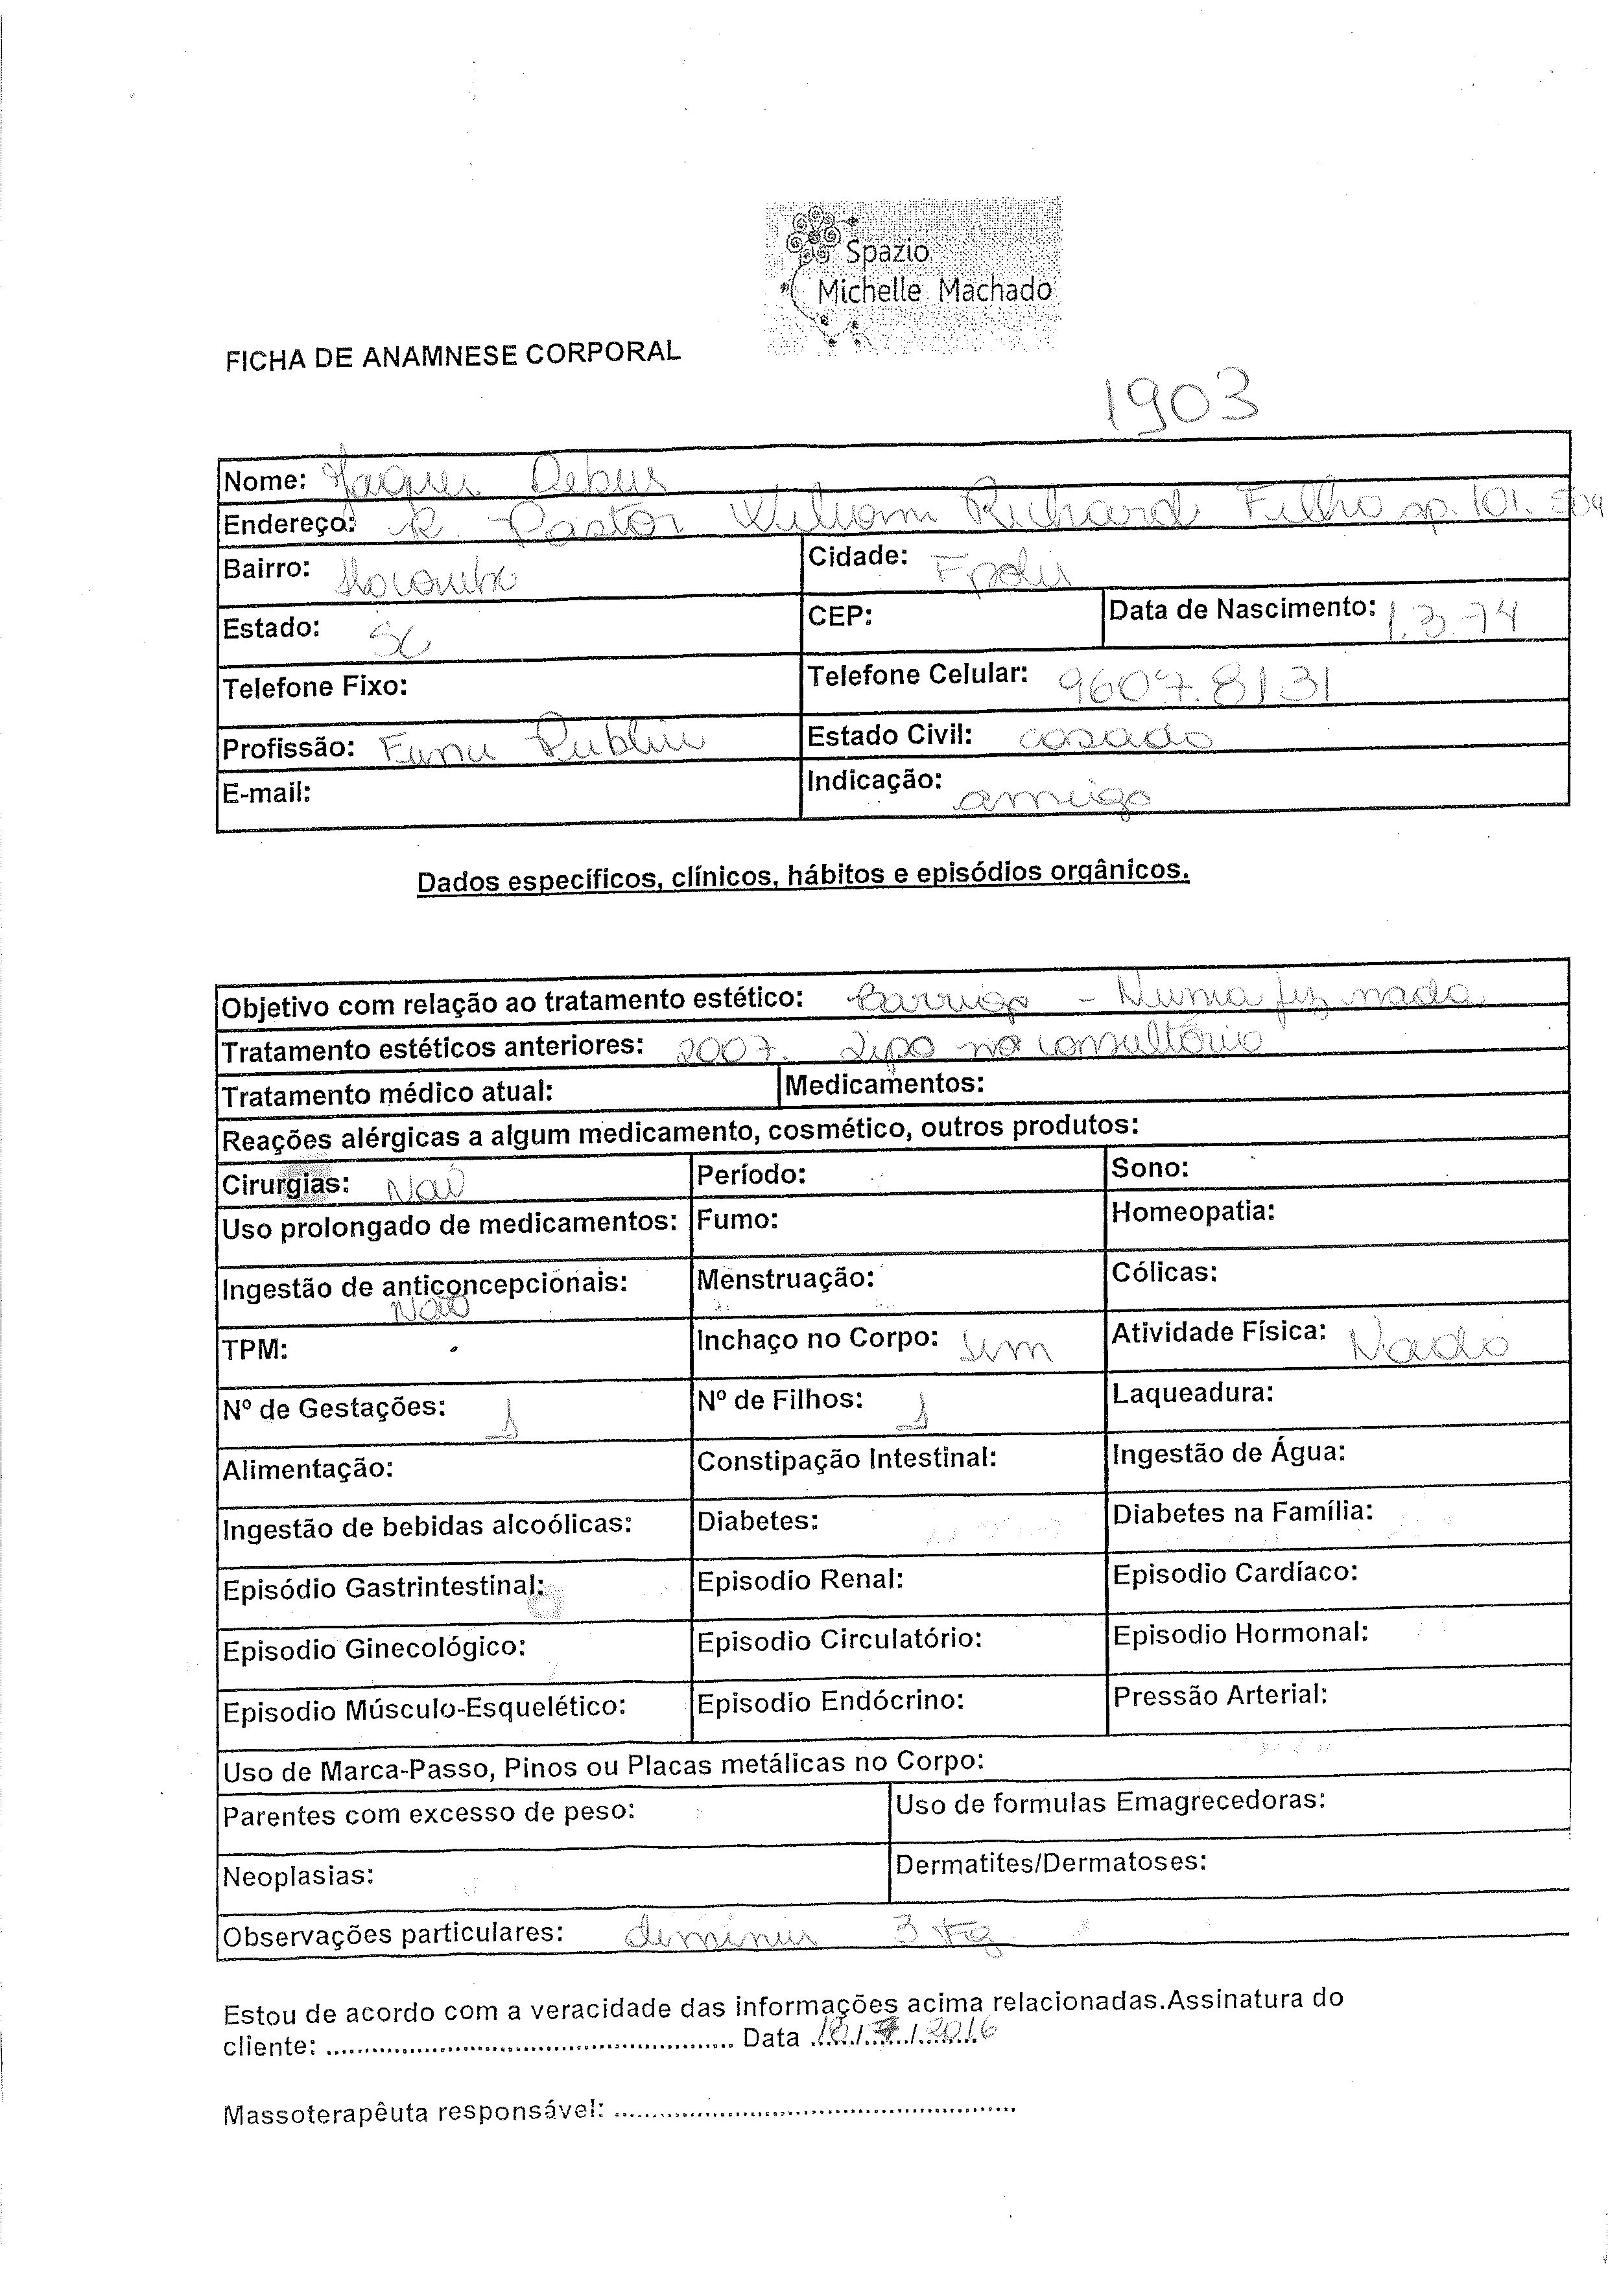 Spazio
Michelle Machado
FICHA DE ANAMNESE CORPORAL
1903
Nome: Debus
Endereço: R. Pastor Wiliam Richard Filho ap. 101.
Bairro: Cidade: Fpolis
Estado: SC CEP: Data de Nascimento: 1.3.74
Telefone Fixo: Telefone Celular: 9607.8131
Profissão: Estado Civil: casado
E-mail: Indicação: amigo
Dados específicos, clínicos, hábitos e episódios orgânicos.
Objetivo com relação ao tratamento estético: Barriga - Nunca fez nada
Tratamento estéticos anteriores: 2007. Lipo no consultório
Tratamento médico atual: Medicamentos:
Reações alérgicas a algum medicamento, cosmético, outros produtos:
Cirurgias: Não Período: Sono:
Uso prolongado de medicamentos: Fumo: Homeopatia:
Ingestão de anticoncepcionais: Não Menstruação: Cólicas:
TPM: Inchaço no Corpo: sim Atividade Física: Nada
Nº de Gestações: 1 Nº de Filhos: 1 Laqueadura:
Alimentação: Constipação Intestinal: Ingestão de Água:
Ingestão de bebidas alcoólicas: Diabetes: Diabetes na Família:
Episódio Gastrintestinal: Episodio Renal: Episodio Cardíaco:
Episodio Ginecológico: Episodio Circulatório: Episodio Hormonal:
Episodio Músculo-Esquelético: Episodio Endócrino: Pressão Arterial:
Uso de Marca-Passo, Pinos ou Placas metálicas no Corpo:
Parentes com excesso de peso: Uso de formulas Emagrecedoras:
Neoplasias: Dermatites/Dermatoses:
Observações particulares: diminuir 3 Kg
Estou de acordo com a veracidade das informações acima relacionadas.Assinatura do
cliente: ........................................ Data /2016
Massoterapêuta responsável: ........................................